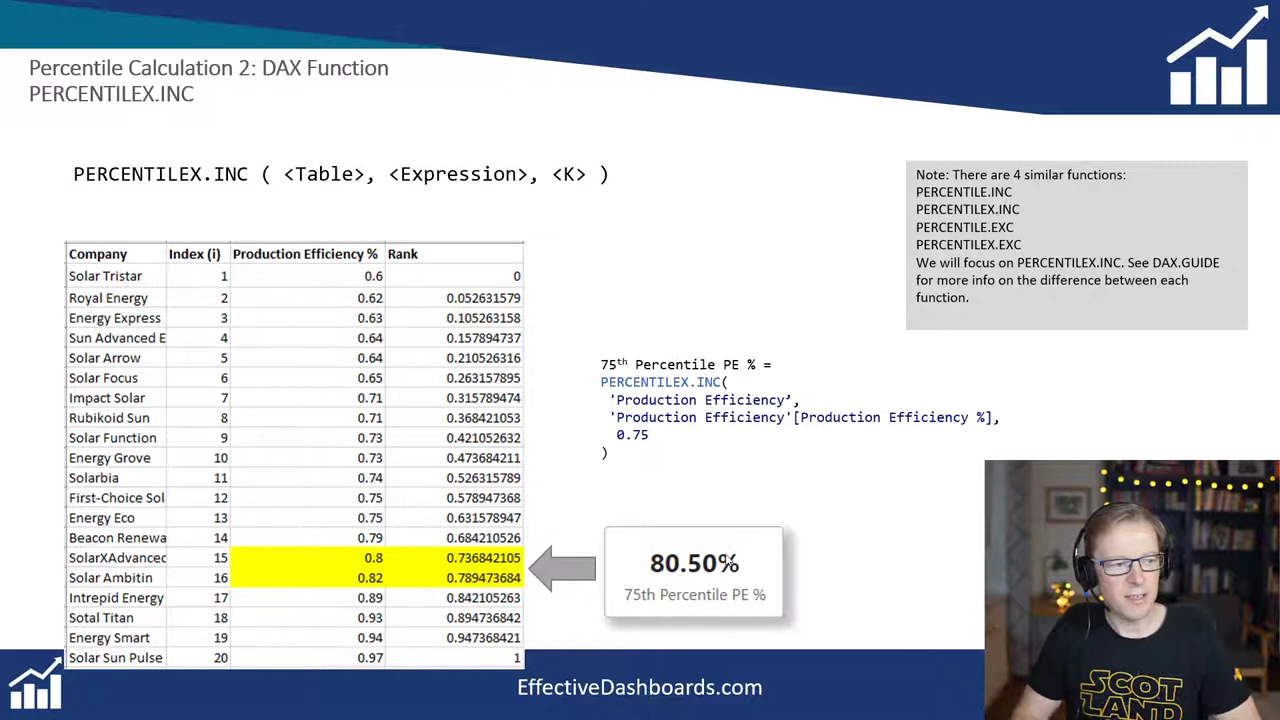 Percentile Calculation 2: DAX Function
PERCENTILEX.INC
PERCENTILEX.INC ( <Table>, <Expression>, <K> )
Note: There are 4 similar functions:
PERCENTILE.INC
PERCENTILEX.INC
PERCENTILE.EXC
PERCENTILEX.EXC
We will focus on PERCENTILEX.INC. See DAX.GUIDE
for more info on the difference between each
function.
Company Index (i) Production Efficiency % Rank
Solar Tristar 1 0.6 0
Royal Energy 2 0.62 0.052631579
Energy Express 3 0.63 0.105263158
Sun Advanced E 4 0.64 0.157894737
Solar Arrow 5 0.64 0.210526316
Solar Focus 6 0.65 0.263157895
Impact Solar 7 0.71 0.315789474
Rubikoid Sun 8 0.71 0.368421053
Solar Function 9 0.73 0.421052632
Energy Grove 10 0.73 0.473684211
Solarbia 11 0.74 0.526315789
First-Choice Sol 12 0.75 0.578947368
Energy Eco 13 0.75 0.631578947
Beacon Renewa 14 0.79 0.684210526
SolarXAdvanced 15 0.8 0.736842105
Solar Ambitin 16 0.82 0.789473684
Intrepid Energy 17 0.89 0.842105263
Sotal Titan 18 0.93 0.894736842
Energy Smart 19 0.94 0.947368421
Solar Sun Pulse 20 0.97 1
75th Percentile PE % =
PERCENTILEX.INC(
'Production Efficiency’,
'Production Efficiency'[Production Efficiency %],
0.75
)
80.50%
75th Percentile PE %
SCOT
LAND
EffectiveDashboards.com